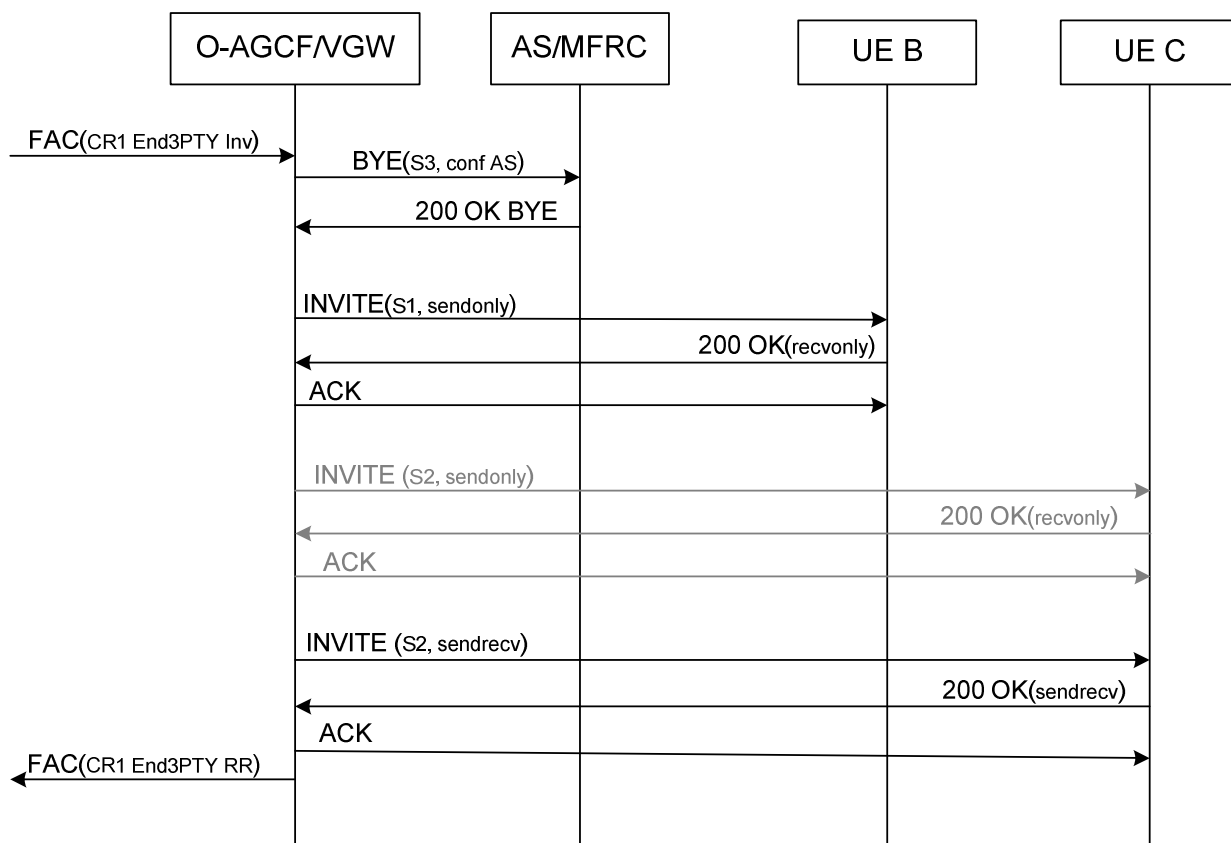 O-AGCF/VGW
AS/MFRC
UE B
UE C
FAC(CR1 End3PTY Inv)
BYE(S3, conf AS)
200 OK BYE
INVITE(S1, sendonly)
200 OK(recvonly)
ACK
INVITE (S2, sendonly)
200 OK(recvonly)
ACK
INVITE (S2, sendrecv)
200 OK(sendrecv)
ACK
FAC(CR1 End3PTY RR)